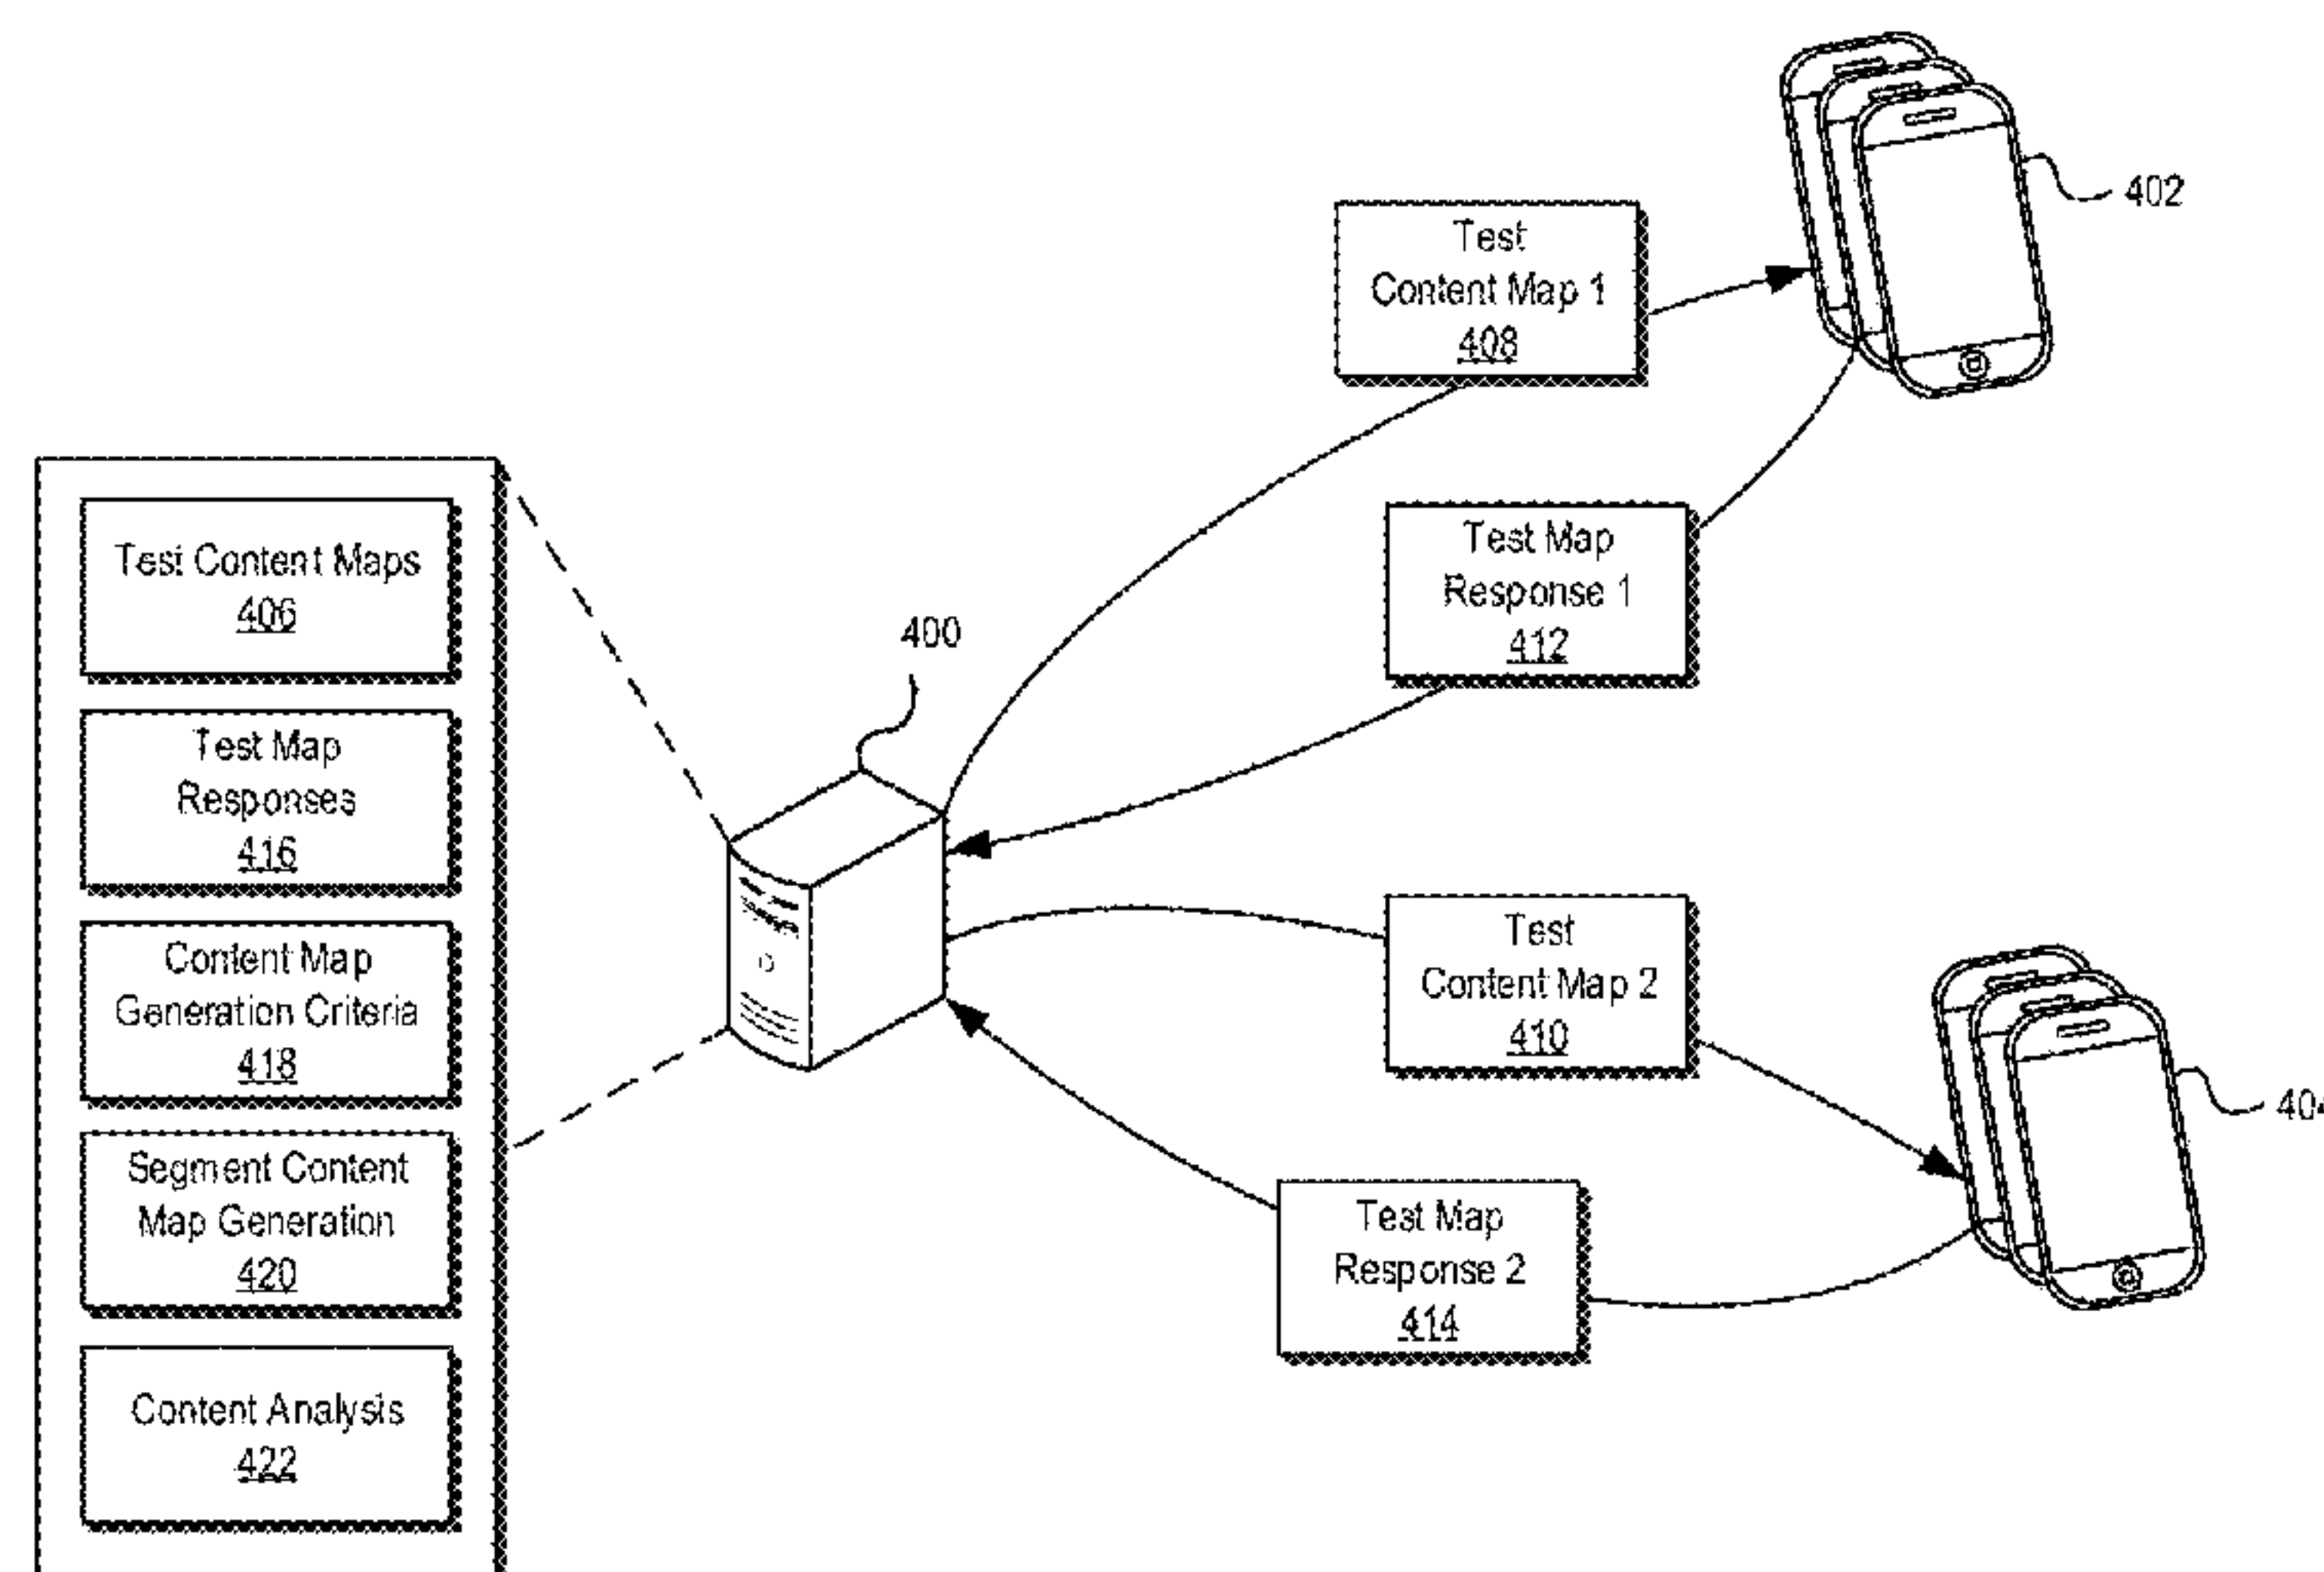 402
Test
Content Map 1
408
Test Map
Response 1
412
Test Content Maps
406
400
Test Map
Responses
416
Test
Content Map 2
410
Content Map
Generation Criteria
418
404
Segment Content
Map Generation
420
Test Map
Response 2
414
Content Analysis
422